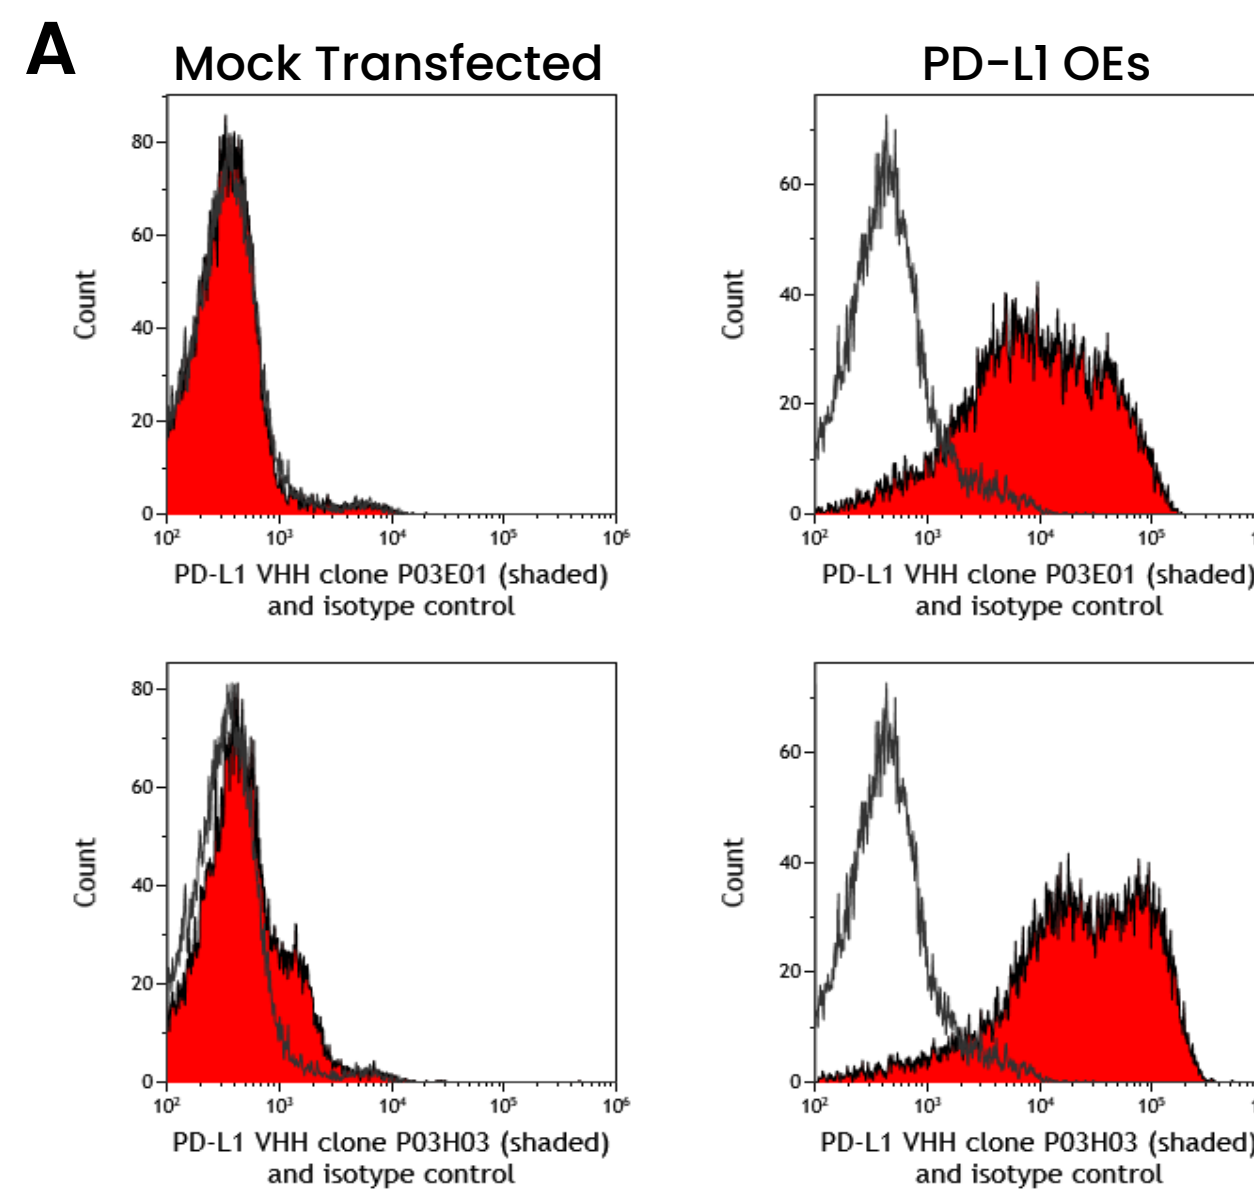 A
Mock Transfected
PD-L1 OEs
80
60
40
20
0
Count
10²
10³
10⁴
10⁵
10⁶
PD-L1 VHH clone P03E01 (shaded)
and isotype control
60
40
20
0
Count
10²
10³
10⁴
10⁵
1
PD-L1 VHH clone P03E01 (shaded)
and isotype control
80
60
40
20
0
Count
10²
10³
10⁴
10⁵
10⁶
PD-L1 VHH clone P03H03 (shaded)
and isotype control
60
40
20
0
Count
10²
10³
10⁴
10⁵
1
PD-L1 VHH clone P03H03 (shaded)
and isotype control